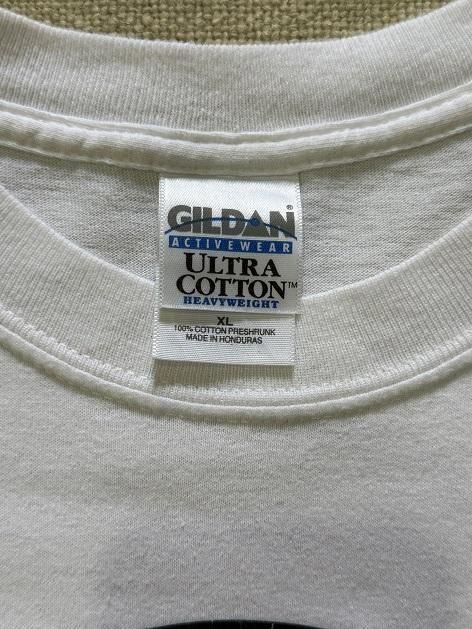 GILDAN®
ACTIVEWEAR
ULTRA
COTTON™
HEAVYWEIGHT
XL
100% COTTON PRESHRUNK
MADE IN HONDURAS